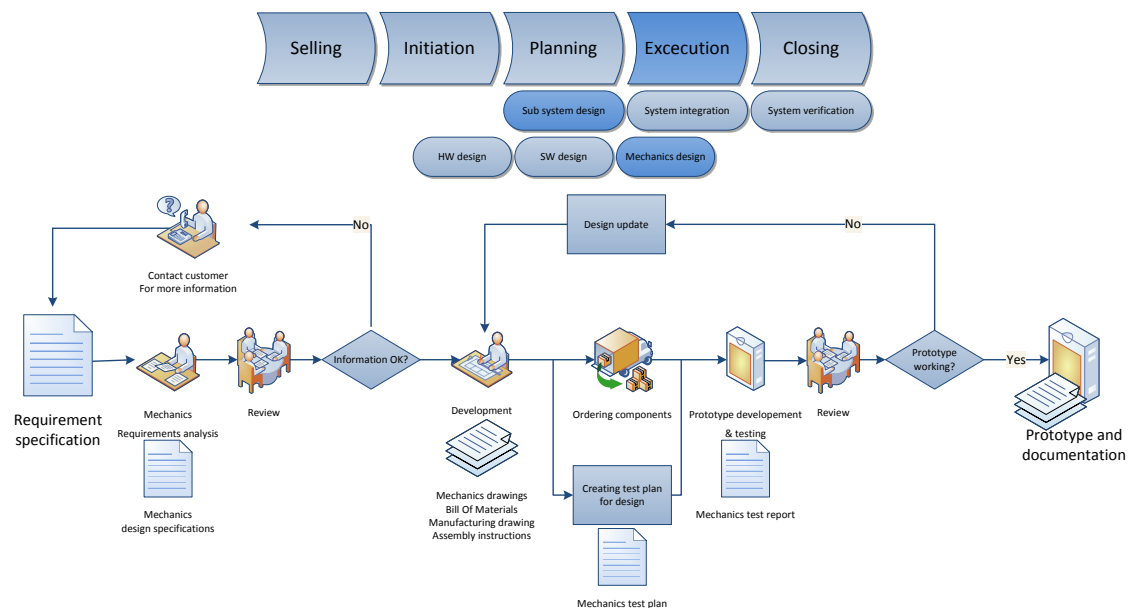 Selling
Initiation
Planning
Excecution
Closing
Sub system design
System integration
System verification
HW design
SW design
Mechanics design
?
No
Design update
No
Contact customer
For more information
Information OK?
Prototype
working?
Yes
Requirement
specification
Mechanics
Requirements analysis
Review
Development
Ordering components
Prototype developement
& testing
Review
Prototype and
documentation
Mechanics
design specifications
Mechanics drawings
Bill Of Materials
Manufacturing drawing
Assembly instructions
Creating test plan
for design
Mechanics test report
Mechanics test plan